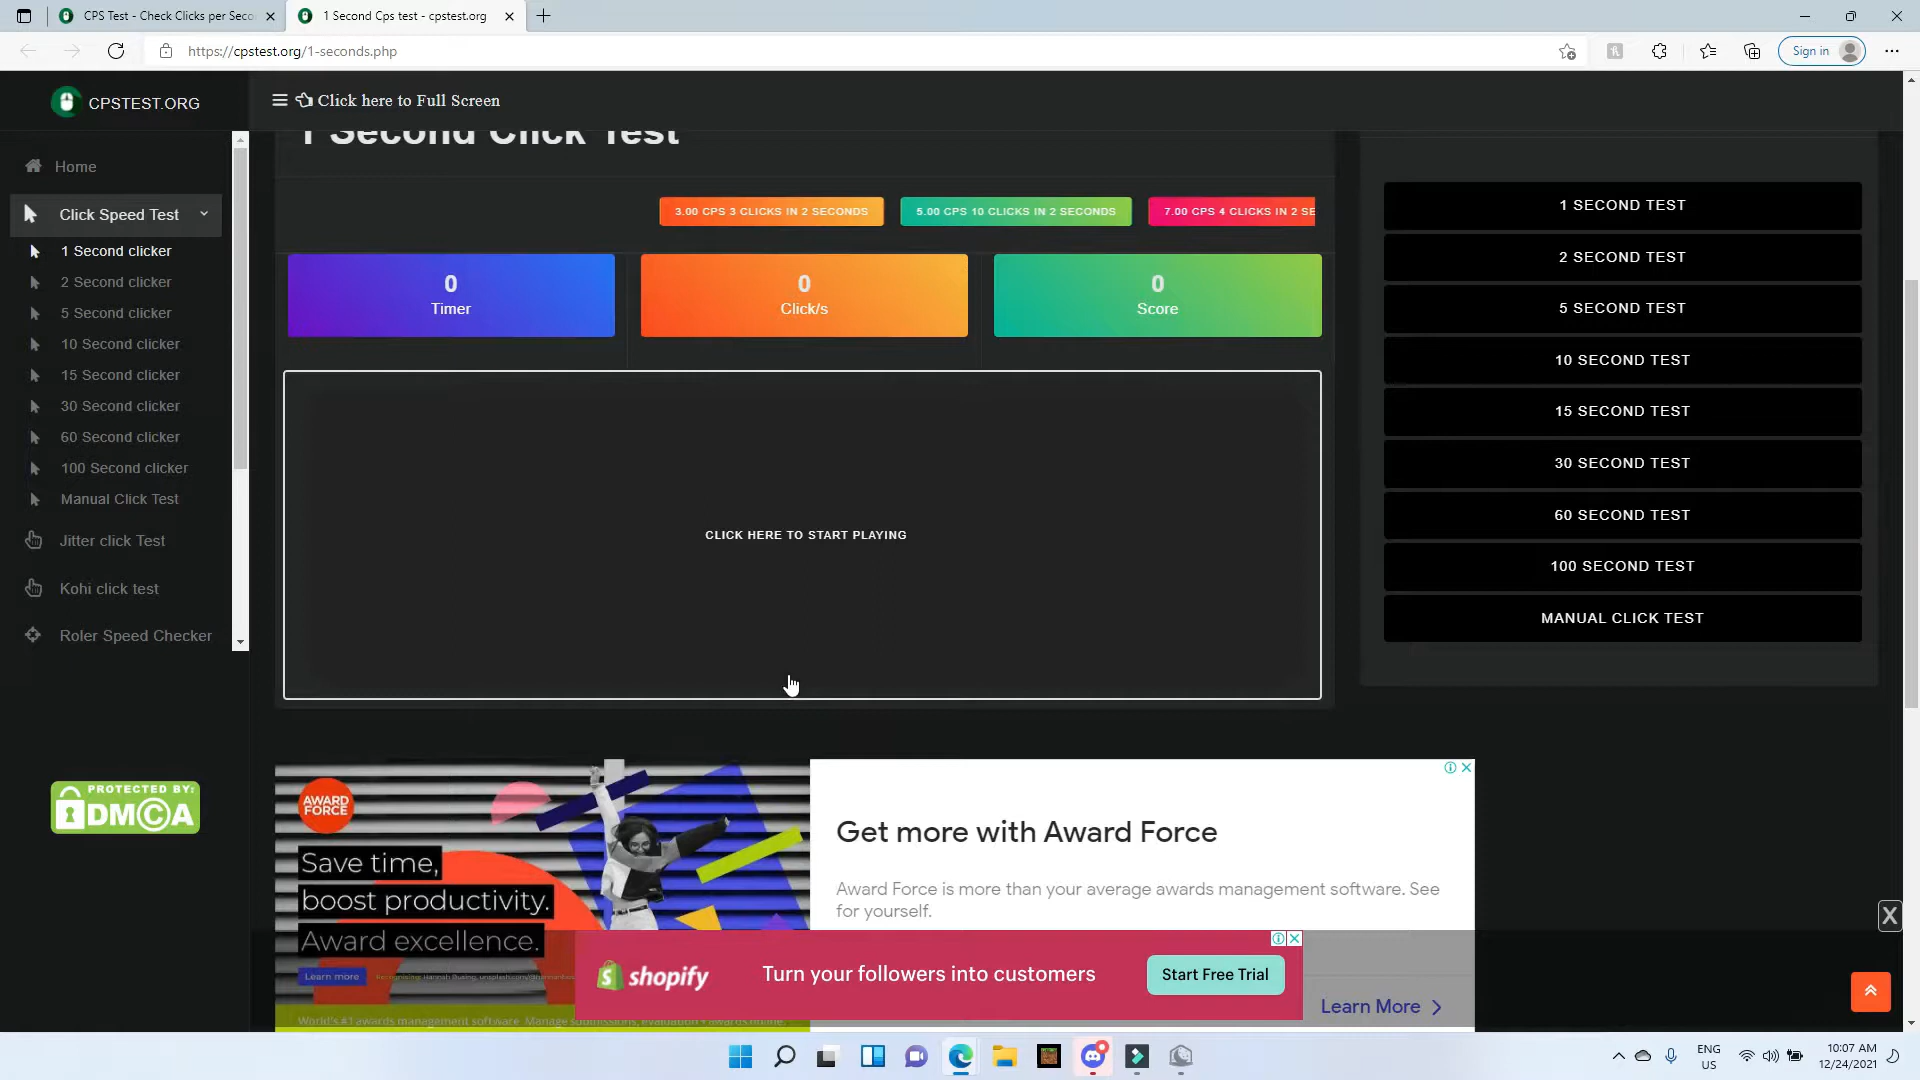 CPS Test - Check Clicks per Seco
1 Second Cps test - cpstest.org
https://cpstest.org/1-seconds.php
Sign in
CPSTEST.ORG
Click here to Full Screen
Home
Click Speed Test
1 Second clicker
2 Second clicker
5 Second clicker
10 Second clicker
15 Second clicker
30 Second clicker
60 Second clicker
100 Second clicker
Manual Click Test
Jitter click Test
Kohi click test
Roler Speed Checker
PROTECTED BY:
DMCA
1 Second Click Test
3.00 CPS 3 CLICKS IN 2 SECONDS
5.00 CPS 10 CLICKS IN 2 SECONDS
7.00 CPS 4 CLICKS IN 2 SE
0
Timer
0
Click/s
0
Score
CLICK HERE TO START PLAYING
1 SECOND TEST
2 SECOND TEST
5 SECOND TEST
10 SECOND TEST
15 SECOND TEST
30 SECOND TEST
60 SECOND TEST
100 SECOND TEST
MANUAL CLICK TEST
AWARD
FORCE
Save time,
boost productivity.
Award excellence.
Learn more
Get more with Award Force
Award Force is more than your average awards management software. See
for yourself.
Learn More
shopify
Turn your followers into customers
Start Free Trial
X
ENG
US
10:07 AM
12/24/2021